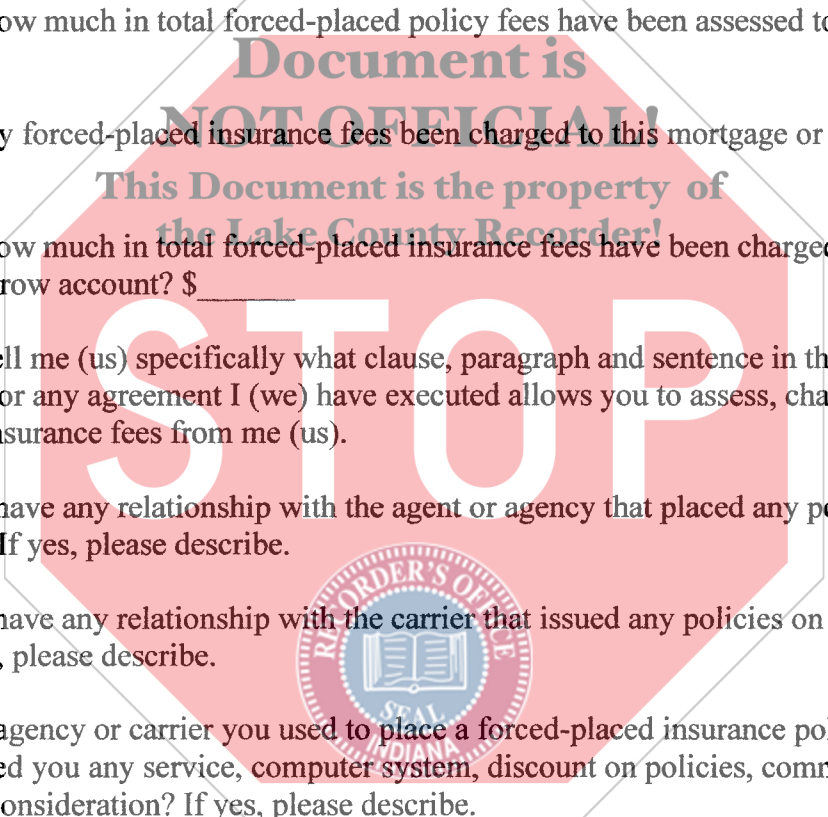 ow much in total forced-placed policy fees have been assessed to
Document is
y forced-placed insurance fees been charged to this mortgage or
NOT OFFICIAL!
This Document is the property of
the Lake County Recorder!
ow much in total forced-placed insurance fees have been charged
row account? $______
STOP
ell me (us) specifically what clause, paragraph and sentence in th
or any agreement I (we) have executed allows you to assess, cha
nsurance fees from me (us).
have any relationship with the agent or agency that placed any po
If yes, please describe.
have any relationship with the carrier that issued any policies on
, please describe.
RECORDER'S OFFICE
SEAL
INDIANA
agency or carrier you used to place a forced-placed insurance pol
ed you any service, computer system, discount on policies, comm
onsideration? If yes, please describe.